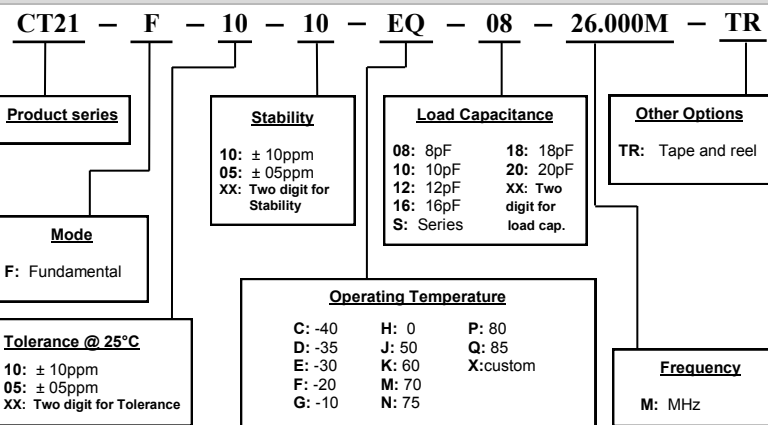 CT21 – F – 10 – 10 – EQ – 08 – 26.000M – TR
Product series
Mode
F: Fundamental
Tolerance @ 25°C
10: ± 10ppm
05: ± 05ppm
XX: Two digit for Tolerance
Stability
10: ± 10ppm
05: ± 05ppm
XX: Two digit for
Stability
Operating Temperature
C: -40 H: 0 P: 80
D: -35 J: 50 Q: 85
E: -30 K: 60 X:custom
F: -20 M: 70
G: -10 N: 75
Load Capacitance
08: 8pF 18: 18pF
10: 10pF 20: 20pF
12: 12pF XX: Two
16: 16pF digit for
S: Series load cap.
Frequency
M: MHz
Other Options
TR: Tape and reel